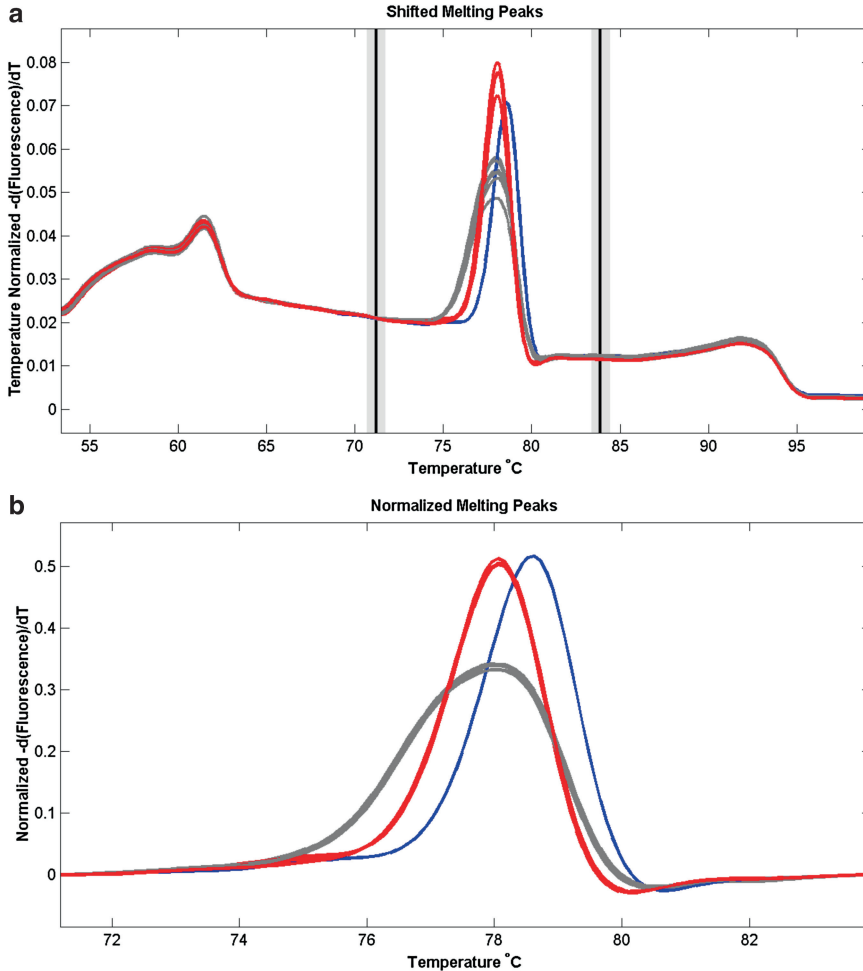 a
Shifted Melting Peaks
Temperature Normalized -d(Fluorescence)/dT
0.08
0.07
0.06
0.05
0.04
0.03
0.02
0.01
0
55 60 65 70 75 80 85 90 95
Temperature °C
b
Normalized Melting Peaks
Normalized -d(Fluorescence)/dT
0.5
0.4
0.3
0.2
0.1
0
72 74 76 78 80 82
Temperature °C